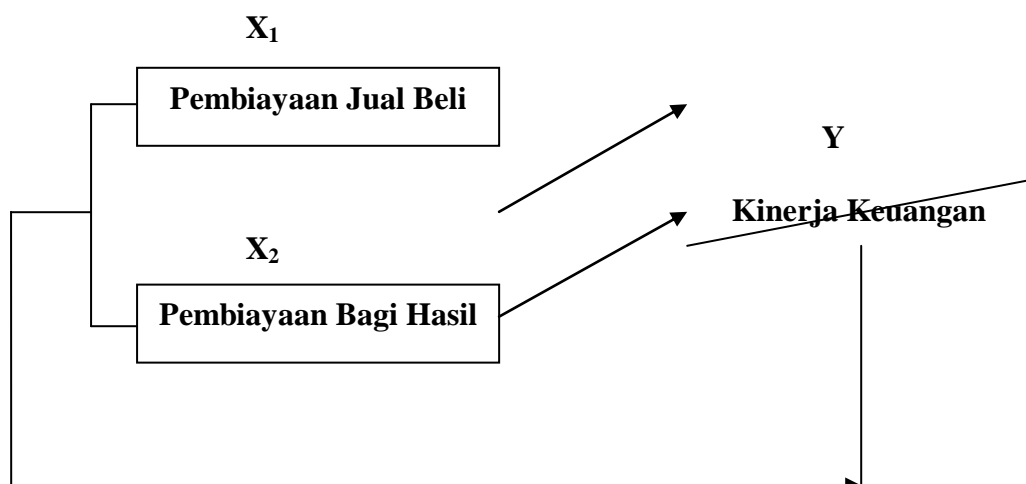 X₁
Pembiayaan Jual Beli
Y
Kinerja Keuangan
X₂
Pembiayaan Bagi Hasil